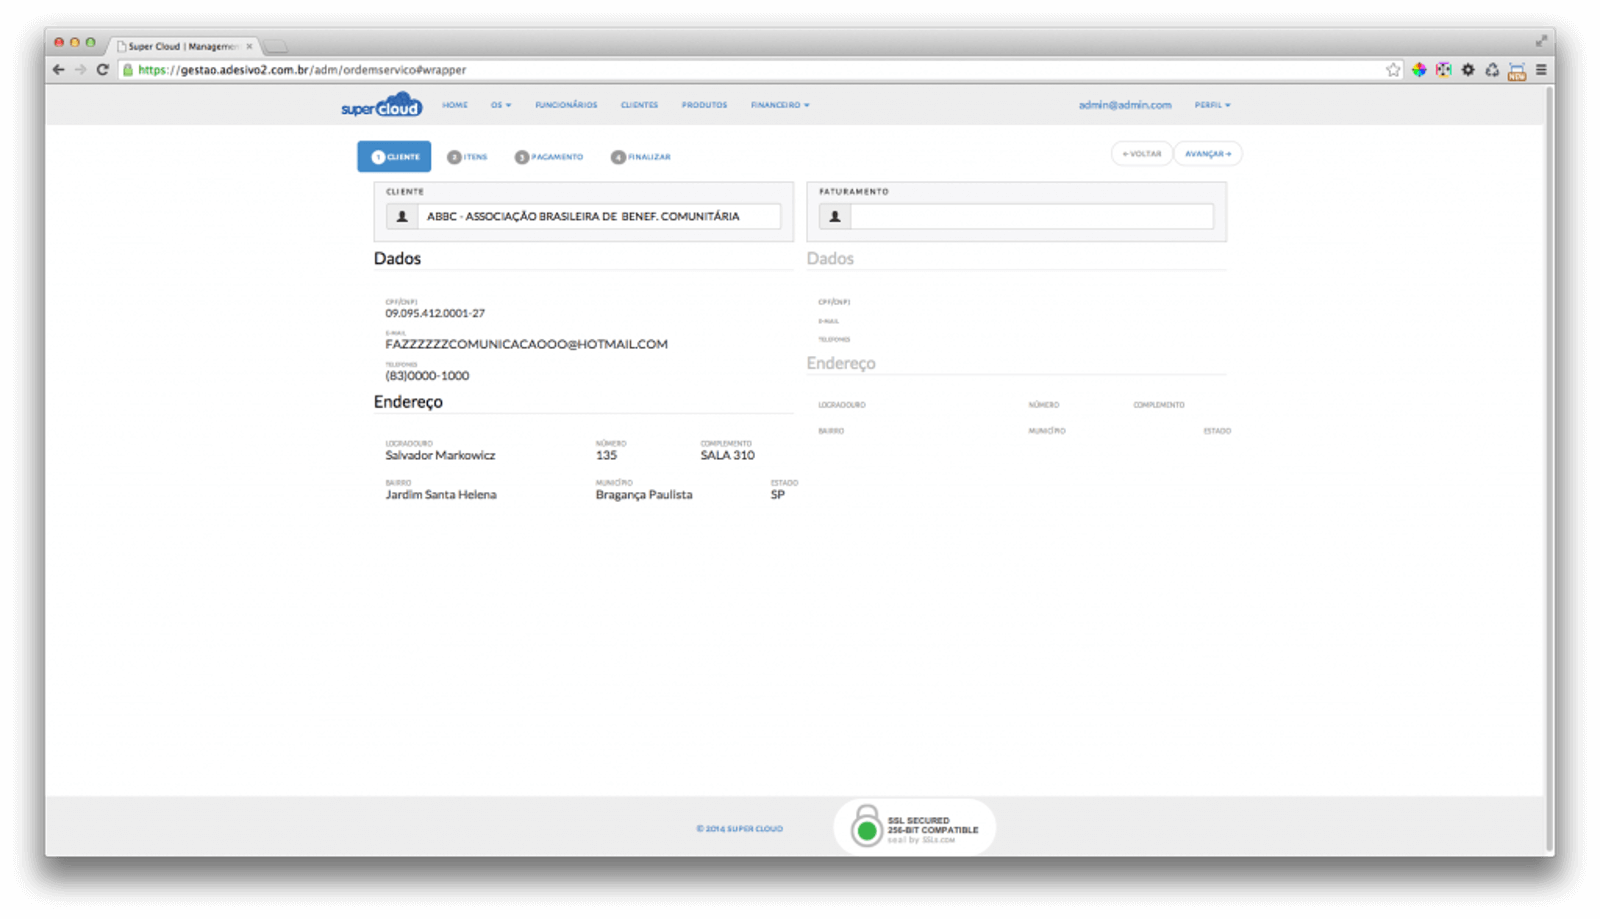 Super Cloud | Managemen
https://gestao.adesivo2.com.br/adm/ordemservico#wrapper
NEW
super cloud
HOME OS FUNCIONÁRIOS CLIENTES PRODUTOS FINANCEIRO admin@admin.com PERFIL
1 CLIENTE 2 ITENS 3 PAGAMENTO 4 FINALIZAR ← VOLTAR AVANÇAR →
CLIENTE
ABBC - ASSOCIAÇÃO BRASILEIRA DE BENEF. COMUNITÁRIA
Dados
CPF/CNPJ
09.095.412.0001-27
E-MAIL
FAZZZZZZCOMUNICACAOOO@HOTMAIL.COM
TELEFONES
(83)0000-1000
Endereço
LOGRADOURO NÚMERO COMPLEMENTO
Salvador Markowicz 135 SALA 310
BAIRRO MUNICÍPIO ESTADO
Jardim Santa Helena Bragança Paulista SP
FATURAMENTO
Dados
CPF/CNPJ
E-MAIL
TELEFONES
Endereço
LOGRADOURO NÚMERO COMPLEMENTO
BAIRRO MUNICÍPIO ESTADO
© 2014 SUPER CLOUD
SSL SECURED
256-BIT COMPATIBLE
seal by SSLs.COM